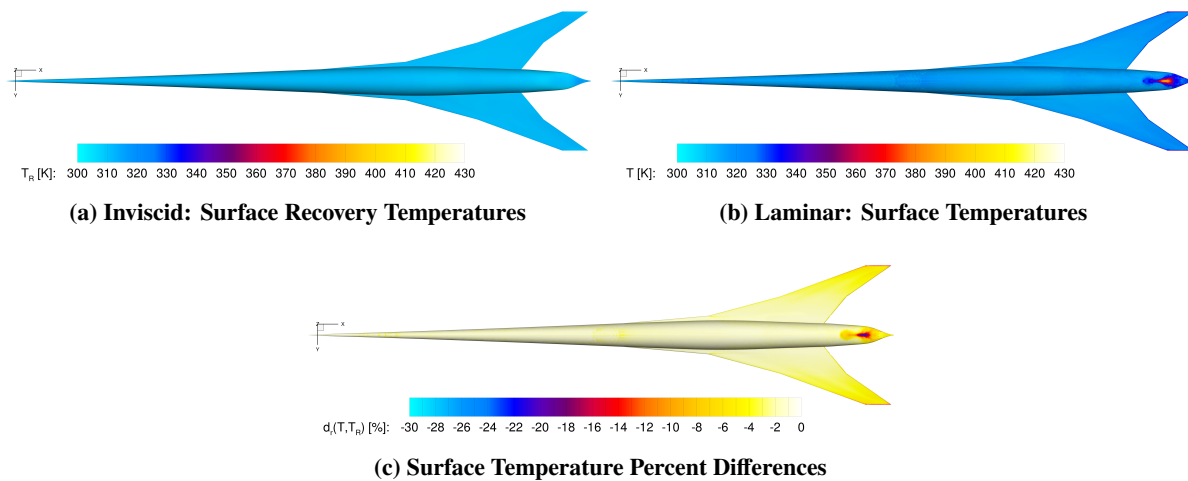 Z X
Y
Z X
Y
T_R [K]: 300 310 320 330 340 350 360 370 380 390 400 410 420 430
T [K]: 300 310 320 330 340 350 360 370 380 390 400 410 420 430
(a) Inviscid: Surface Recovery Temperatures
(b) Laminar: Surface Temperatures
Z X
Y
d_r(T,T_R) [%]: -30 -28 -26 -24 -22 -20 -18 -16 -14 -12 -10 -8 -6 -4 -2 0
(c) Surface Temperature Percent Differences